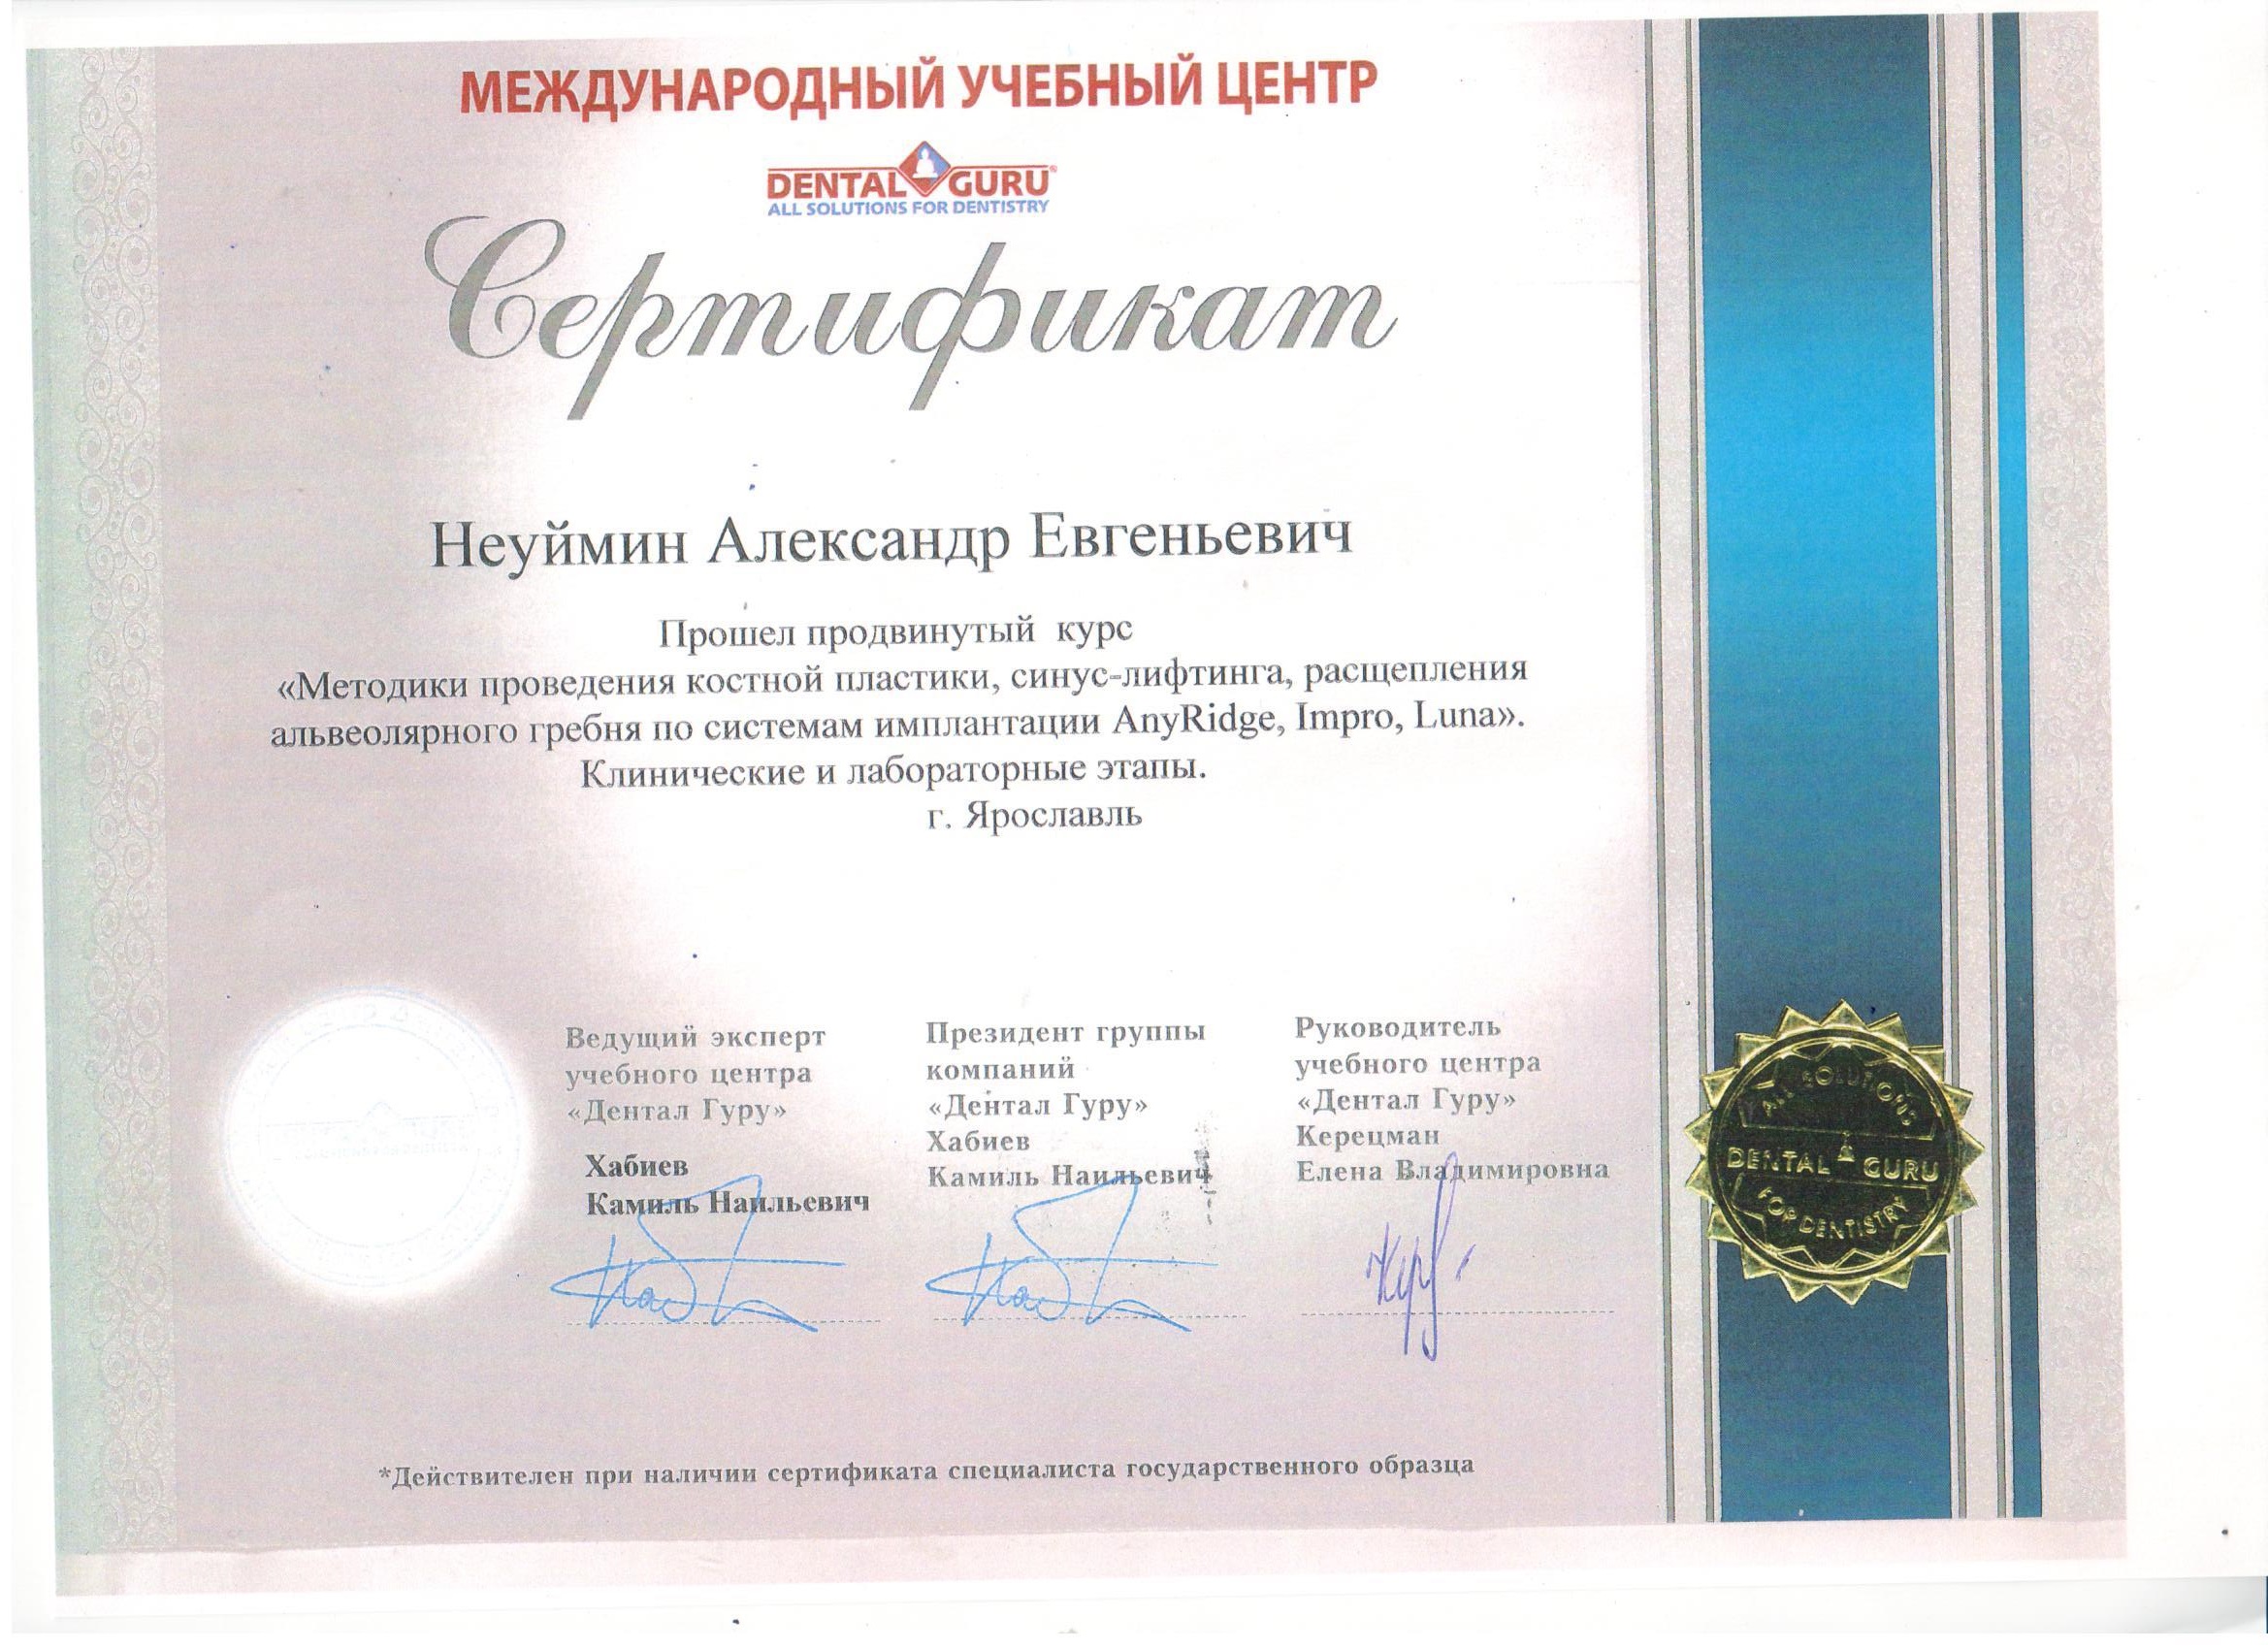 МЕЖДУНАРОДНЫЙ УЧЕБНЫЙ ЦЕНТР
DENTAL GURU®
ALL SOLUTIONS FOR DENTISTRY
Сертификат
Неуймин Александр Евгеньевич
Прошел продвинутый курс
«Методики проведения костной пластики, синус-лифтинга, расщепления
альвеолярного гребня по системам имплантации AnyRidge, Impro, Luna».
Клинические и лабораторные этапы.
г. Ярославль
Ведущий эксперт
учебного центра
«Дентал Гуру»
Хабиев
Камиль Наильевич
Президент группы
компаний
«Дентал Гуру»
Хабиев
Камиль Наильевич
Руководитель
учебного центра
«Дентал Гуру»
Керецман
Елена Владимировна
ALL SOLUTIONS
DENTAL GURU
FOR DENTISTRY
*Действителен при наличии сертификата специалиста государственного образца